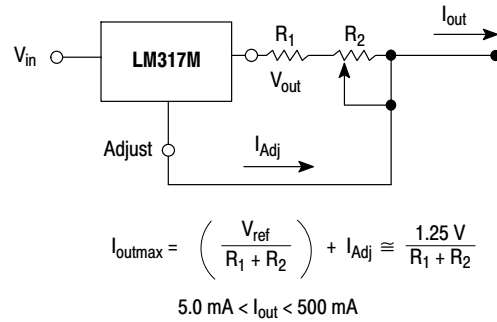 V_in
LM317M
R_1
R_2
I_out
V_out
Adjust
I_Adj
I_outmax = ( V_ref / R_1 + R_2 ) + I_Adj ≅ 1.25 V / R_1 + R_2
5.0 mA < I_out < 500 mA